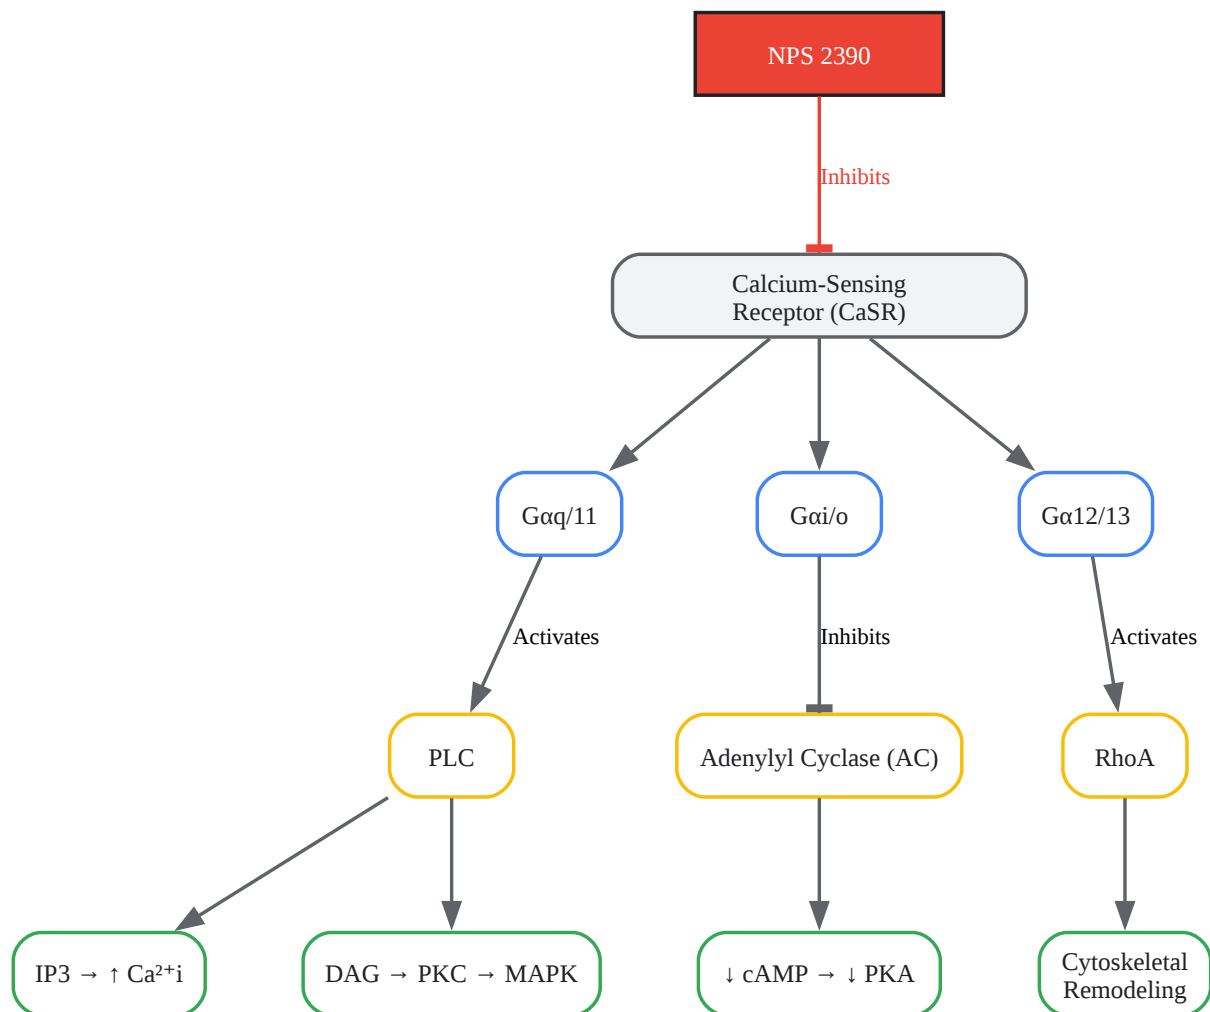 NPS 2390
Inhibits
Calcium-Sensing
Receptor (CaSR)
Gαq/11
Gαi/o
Gα12/13
Activates
Inhibits
Activates
PLC
Adenylyl Cyclase (AC)
RhoA
IP3 → ↑ Ca²⁺i
DAG → PKC → MAPK
↓ cAMP → ↓ PKA
Cytoskeletal
Remodeling